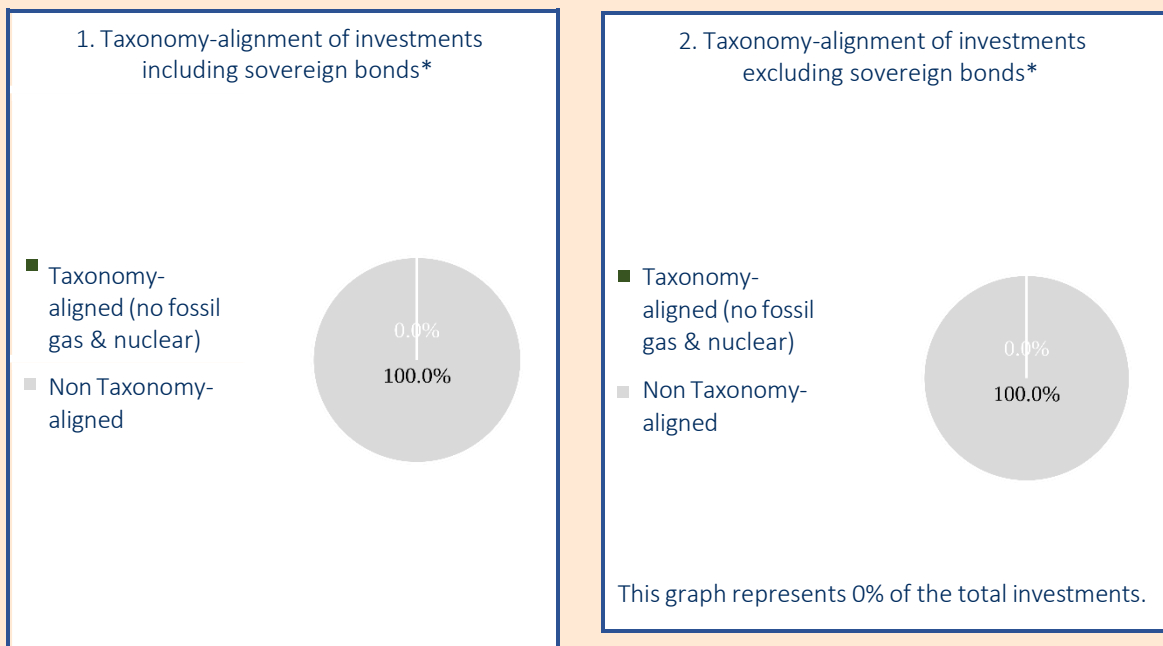 1. Taxonomy-alignment of investments
including sovereign bonds*
Taxonomy-
aligned (no fossil
gas & nuclear)
Non Taxonomy-
aligned
0.0%
100.0%
2. Taxonomy-alignment of investments
excluding sovereign bonds*
Taxonomy-
aligned (no fossil
gas & nuclear)
Non Taxonomy-
aligned
0.0%
100.0%
This graph represents 0% of the total investments.